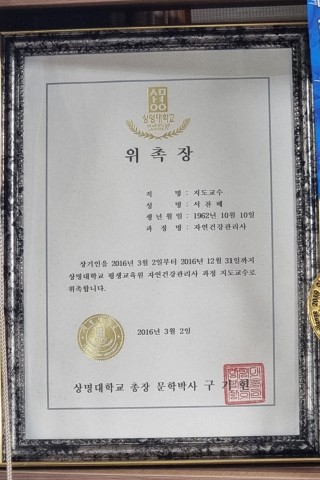 상명대학교
위촉장
직 명 : 지도교수
성 명 : 서진배
생년월일 : 1962년 10월 10일
과정명 : 자연건강관리사
상기인을 2016년 3월 2일부터 2016년 12월 31일까지
상명대학교 평생교육원 자연건강관리사 과정 지도교수로
위촉합니다.
2016년 3월 2일
상명대학교 총장 문학박사 구기헌